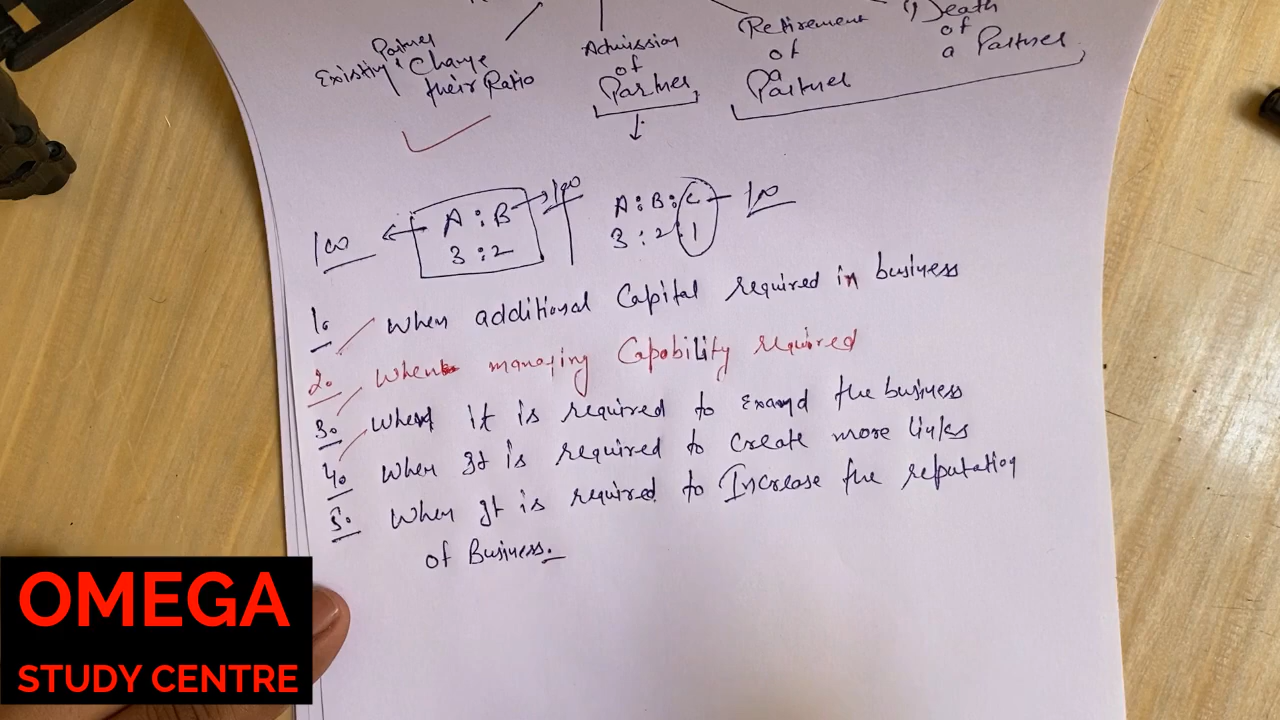 Partner
Existing Change
their Ratio
Admission
of
Partner
Retirement
of
a
Partner
Death
of
a Partner
100 A : B 100
3 : 2
A : B : C 100
3 : 2 : 1
1. When additional Capital required in business
2. When managing Capability required
3. When it is required to Exand the business
4. When It is required to Create more links
5. When It is required to Increase the reputation
of Business.
OMEGA
STUDY CENTRE